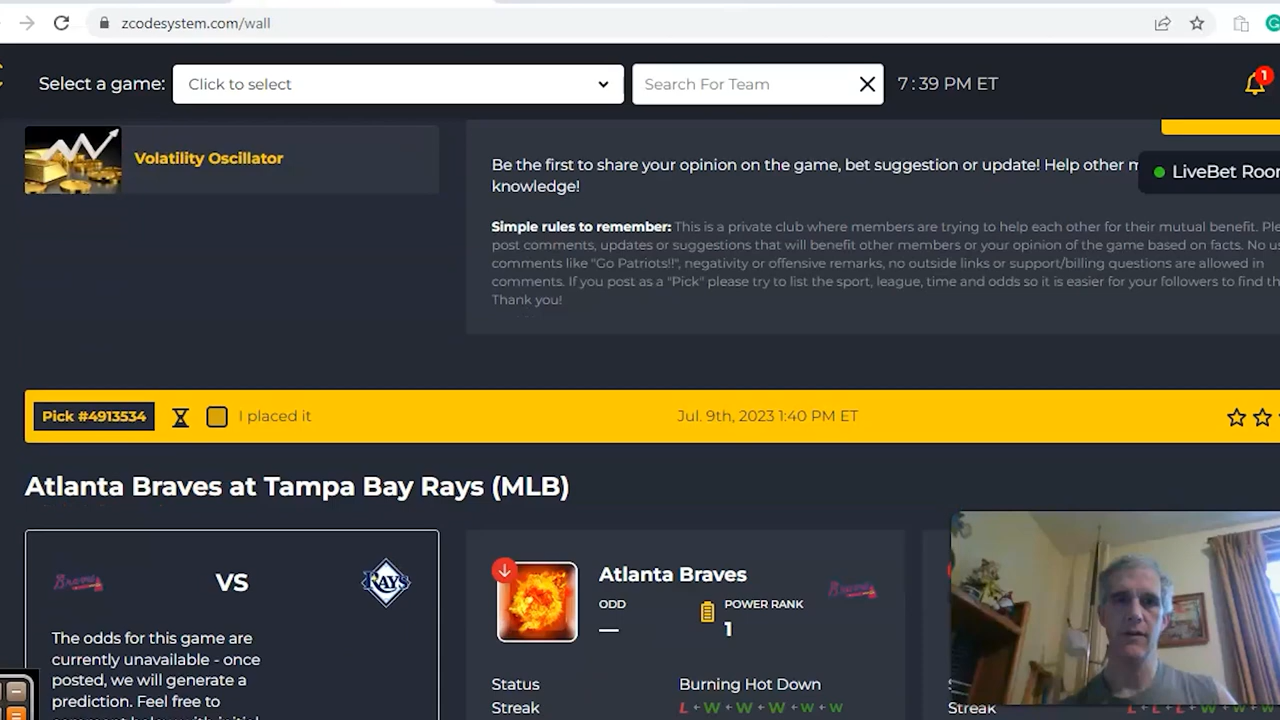 zcodesystem.com/wall
Select a game:
Click to select
Search For Team
7:39 PM ET
1
Volatility Oscillator
Be the first to share your opinion on the game, bet suggestion or update! Help other
knowledge!
LiveBet
Simple rules to remember: This is a private club where members are trying to help each other for their mutual benefit.
post comments, updates or suggestions that will benefit other members or your opinion of the game based on facts. No
comments like "Go Patriots!!", negativity or offensive remarks, no outside links or support/billing questions are allowed in
comments. If you post as a "Pick" please try to list the sport, league, time and odds so it is easier for your followers to find
Thank you!
Pick #4913534
I placed it
Jul. 9th, 2023 1:40 PM ET
Atlanta Braves at Tampa Bay Rays (MLB)
Braves
VS
RAYS
The odds for this game are
currently unavailable - once
posted, we will generate a
prediction. Feel free to
Atlanta Braves
Braves
ODD
—
POWER RANK
1
Status
Burning Hot Down
Streak
L W W W W W
Streak